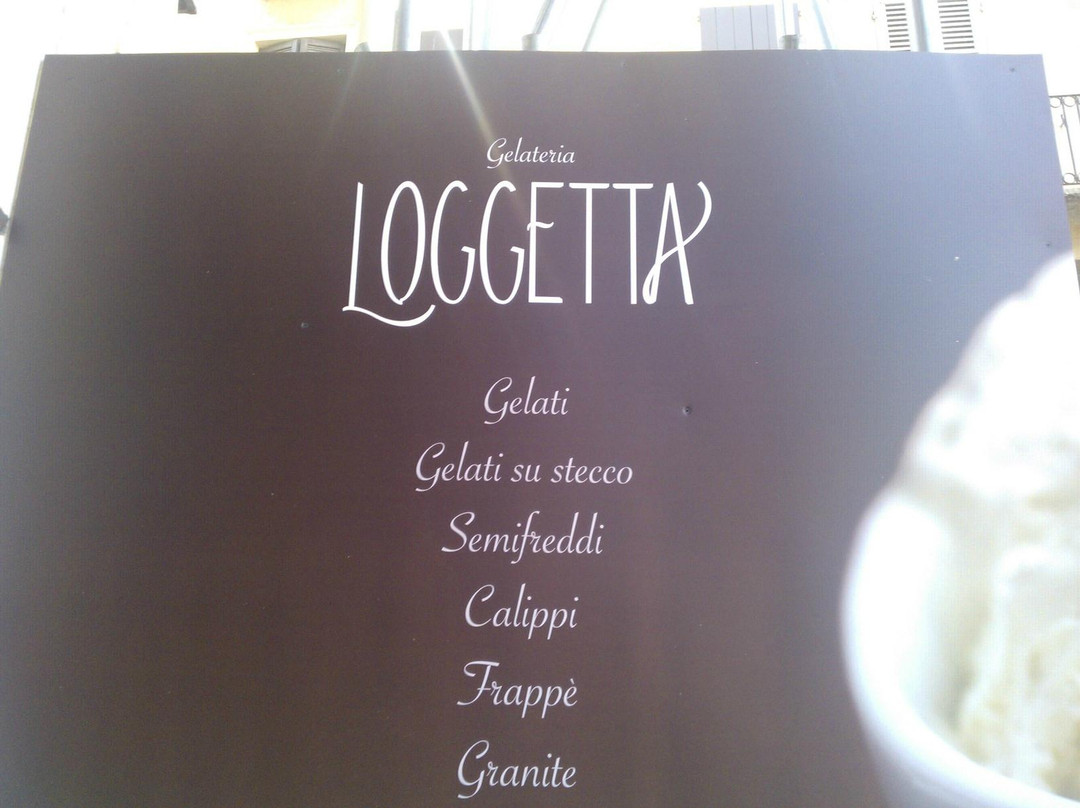 Gelateria
LOGGETTA
Gelati
Gelati su stecco
Semifreddi
Calippi
Frappè
Granite